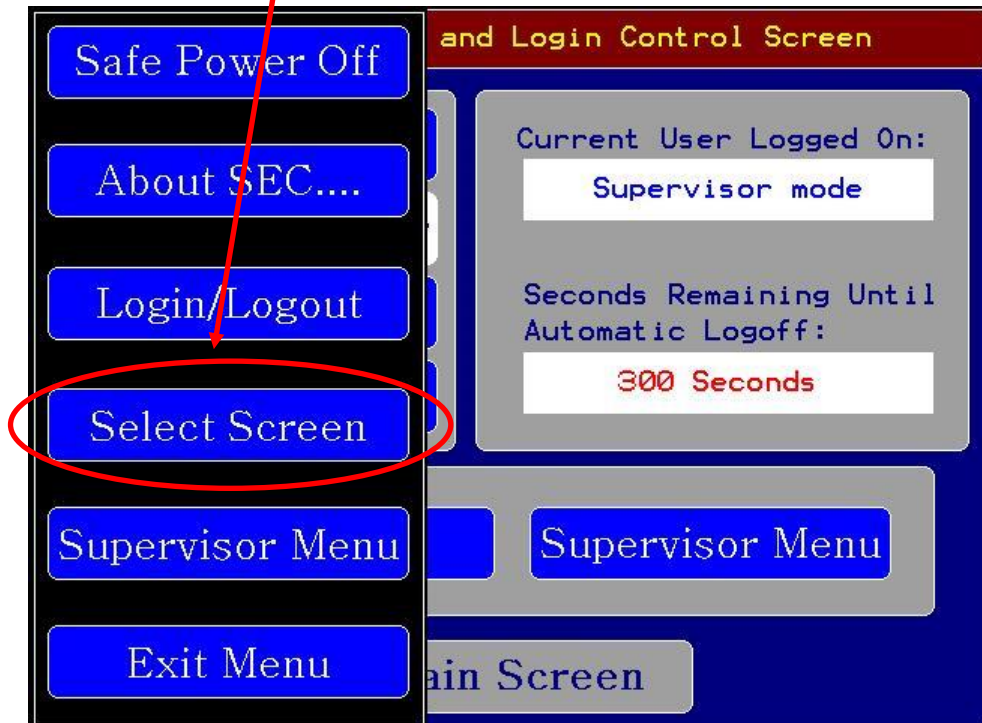 Safe Power Off
About SEC....
Login/Logout
Select Screen
Supervisor Menu
Exit Menu
and Login Control Screen
Current User Logged On:
Supervisor mode
Seconds Remaining Until
Automatic Logoff:
300 Seconds
Supervisor Menu
ain Screen